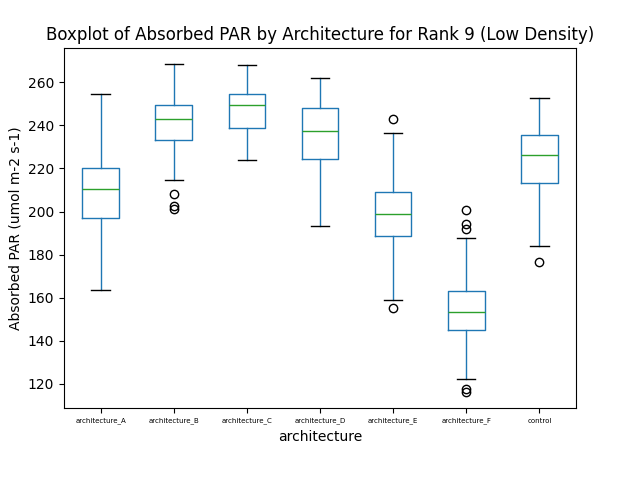 Boxplot of Absorbed PAR by Architecture for Rank 9 (Low Density)
Absorbed PAR (umol m-2 s-1)
260
240
220
200
180
160
140
120
architecture_A architecture_B architecture_C architecture_D architecture_E architecture_F control
architecture